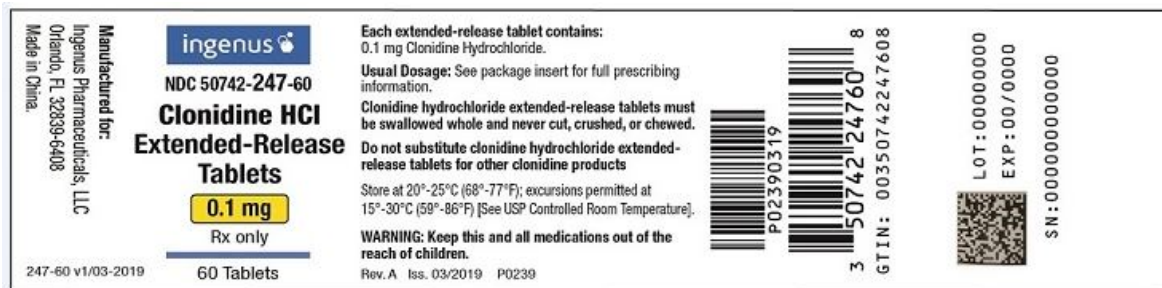 Manufactured for:
Ingenus Pharmaceuticals, LLC
Orlando, FL 32839-6408
Made in China.
247-60 v1/03-2019
ingenus
NDC 50742-247-60
Clonidine HCl
Extended-Release
Tablets
0.1 mg
Rx only
60 Tablets
Each extended-release tablet contains:
0.1 mg Clonidine Hydrochloride.
Usual Dosage: See package insert for full prescribing
information.
Clonidine hydrochloride extended-release tablets must
be swallowed whole and never cut, crushed, or chewed.
Do not substitute clonidine hydrochloride extended-
release tablets for other clonidine products
Store at 20°-25°C (68°-77°F); excursions permitted at
15°-30°C (59°-86°F) [See USP Controlled Room Temperature].
WARNING: Keep this and all medications out of the
reach of children.
Rev. A Iss. 03/2019 P0239
P02390319
3 50742 24760 8
GTIN: 00350742247608
LOT:00000000
EXP:00/0000
SN:000000000000